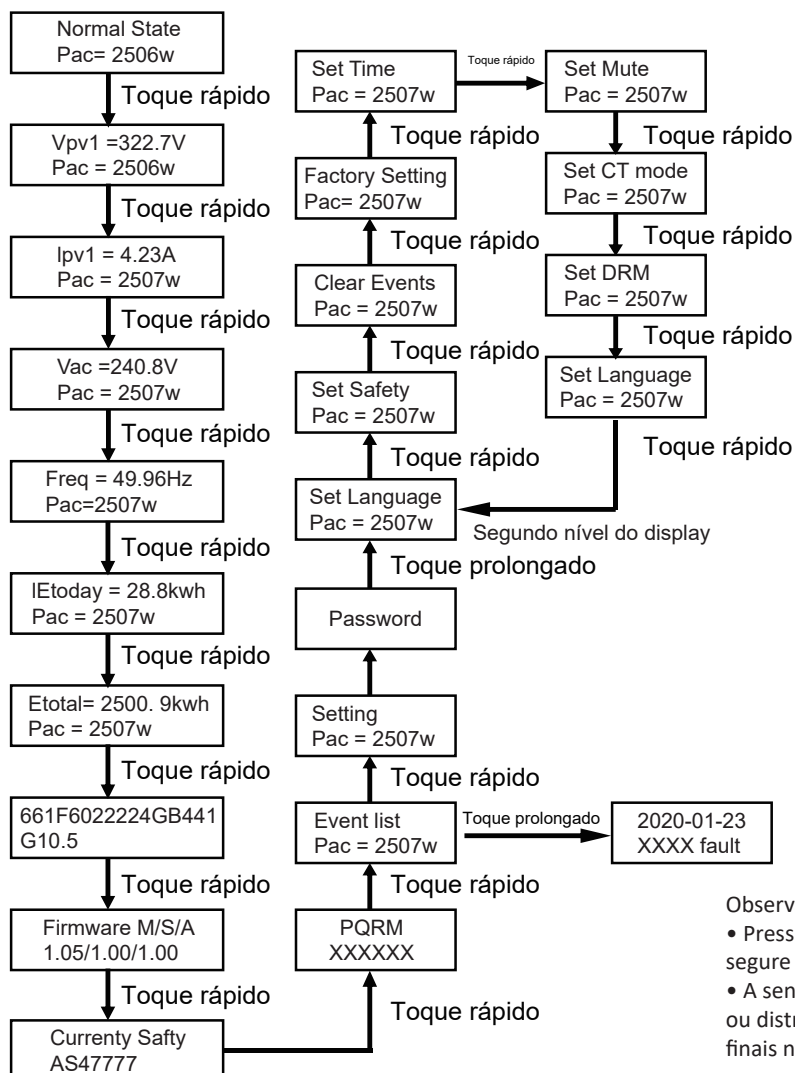 Normal State
Pac= 2506w
Toque rápido
Vpv1 =322.7V
Pac = 2506w
Toque rápido
Ipv1 = 4.23A
Pac = 2507w
Toque rápido
Vac =240.8V
Pac = 2507w
Toque rápido
Freq = 49.96Hz
Pac=2507w
Toque rápido
IEtoday = 28.8kwh
Pac = 2507w
Toque rápido
Etotal= 2500. 9kwh
Pac = 2507w
Toque rápido
661F6022224GB441
G10.5
Toque rápido
Firmware M/S/A
1.05/1.00/1.00
Toque rápido
Currenty Safty
AS47777
Toque rápido
PQRM
XXXXXX
Toque rápido
Event list
Pac = 2507w
Toque prolongado
2020-01-23
XXXX fault
Toque rápido
Setting
Pac = 2507w
Password
Toque prolongado
Set Language
Pac = 2507w
Segundo nível do display
Toque rápido
Set Safety
Pac = 2507w
Toque rápido
Clear Events
Pac = 2507w
Toque rápido
Factory Setting
Pac= 2507w
Toque rápido
Set Time
Pac = 2507w
Toque rápido
Set Mute
Pac = 2507w
Toque rápido
Set CT mode
Pac = 2507w
Toque rápido
Set DRM
Pac = 2507w
Toque rápido
Set Language
Pac = 2507w
Toque rápido
Observ
• Press
segure
• A sen
ou distr
finais n